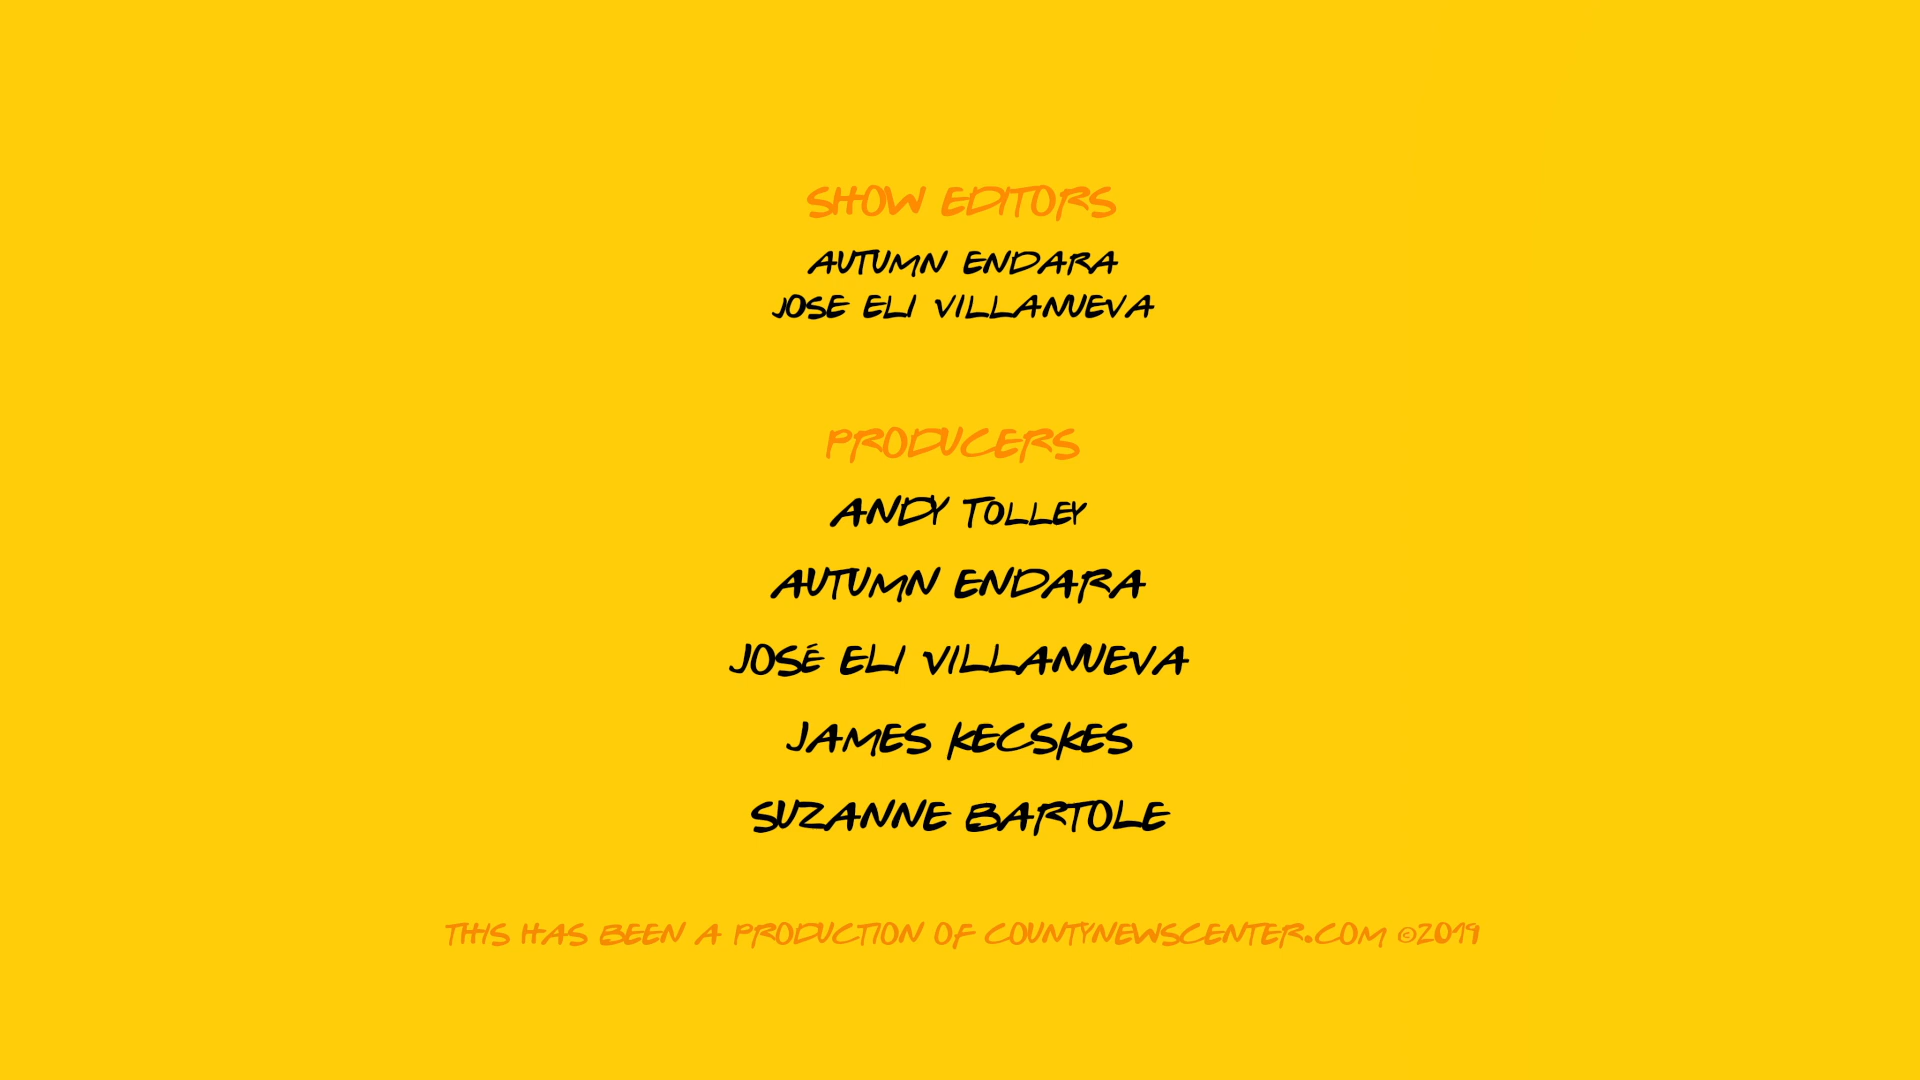 SHOW EDITORS
AUTUMN ENDARA
JOSE ELI VILLANUEVA
PRODUCERS
ANDY TOLLEY
AUTUMN ENDARA
JOSÉ ELI VILLANUEVA
JAMES KECSKES
SUZANNE BARTOLE
THIS HAS BEEN A PRODUCTION OF COUNTYNEWSCENTER.COM ©2019